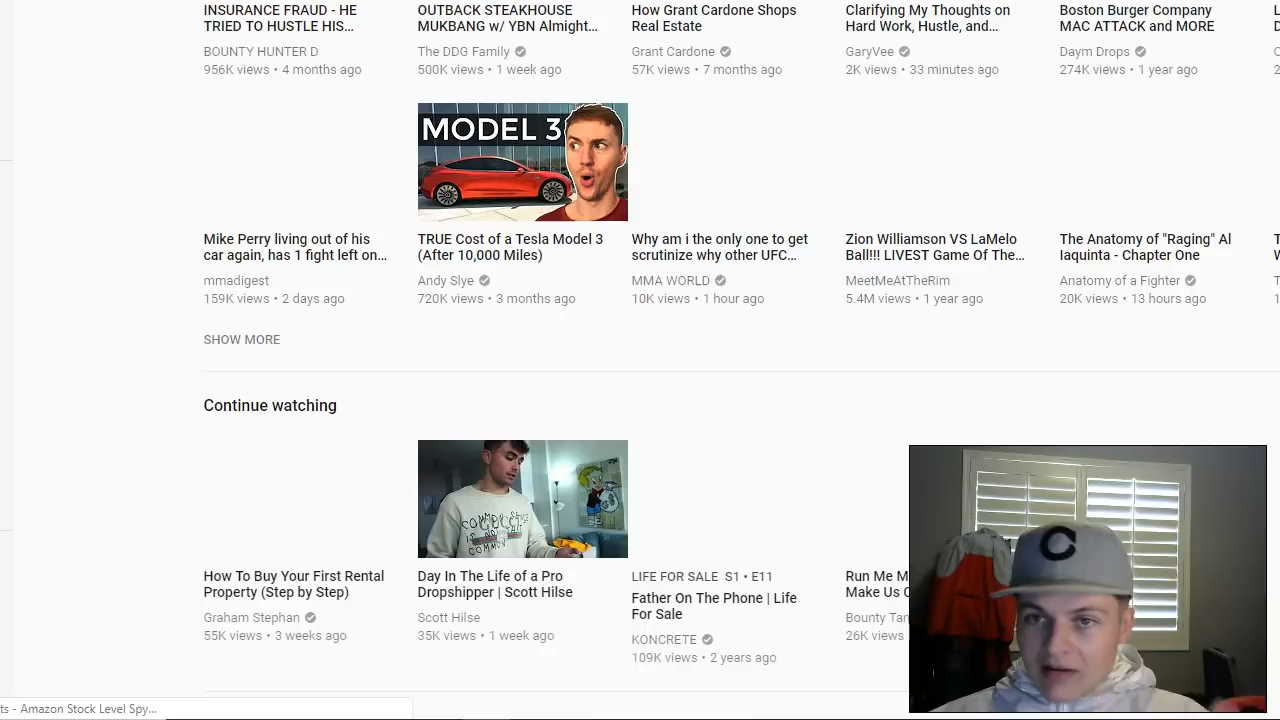 INSURANCE FRAUD - HE
TRIED TO HUSTLE HIS...
BOUNTY HUNTER D
956K views • 4 months ago
OUTBACK STEAKHOUSE
MUKBANG w/ YBN Almight...
The DDG Family
500K views • 1 week ago
How Grant Cardone Shops
Real Estate
Grant Cardone
57K views • 7 months ago
Clarifying My Thoughts on
Hard Work, Hustle, and...
GaryVee
2K views • 33 minutes ago
Boston Burger Company
MAC ATTACK and MORE
Daym Drops
274K views • 1 year ago
MODEL 3
Mike Perry living out of his
car again, has 1 fight left on...
mmadigest
159K views • 2 days ago
TRUE Cost of a Tesla Model 3
(After 10,000 Miles)
Andy Slye
720K views • 3 months ago
Why am i the only one to get
scrutinize why other UFC...
MMA WORLD
10K views • 1 hour ago
Zion Williamson VS LaMelo
Ball!!! LIVEST Game Of The...
MeetMeAtTheRim
5.4M views • 1 year ago
The Anatomy of "Raging" Al
Iaquinta - Chapter One
Anatomy of a Fighter
20K views • 13 hours ago
SHOW MORE
Continue watching
COMMON SENSE
IS NOT THAT
COMMON
How To Buy Your First Rental
Property (Step by Step)
Graham Stephan
55K views • 3 weeks ago
Day In The Life of a Pro
Dropshipper | Scott Hilse
Scott Hilse
35K views • 1 week ago
LIFE FOR SALE S1 • E11
Father On The Phone | Life
For Sale
KONCRETE
109K views • 2 years ago
Run Me M
Make Us
Bounty Tan
26K views
C
ts - Amazon Stock Level Spy...